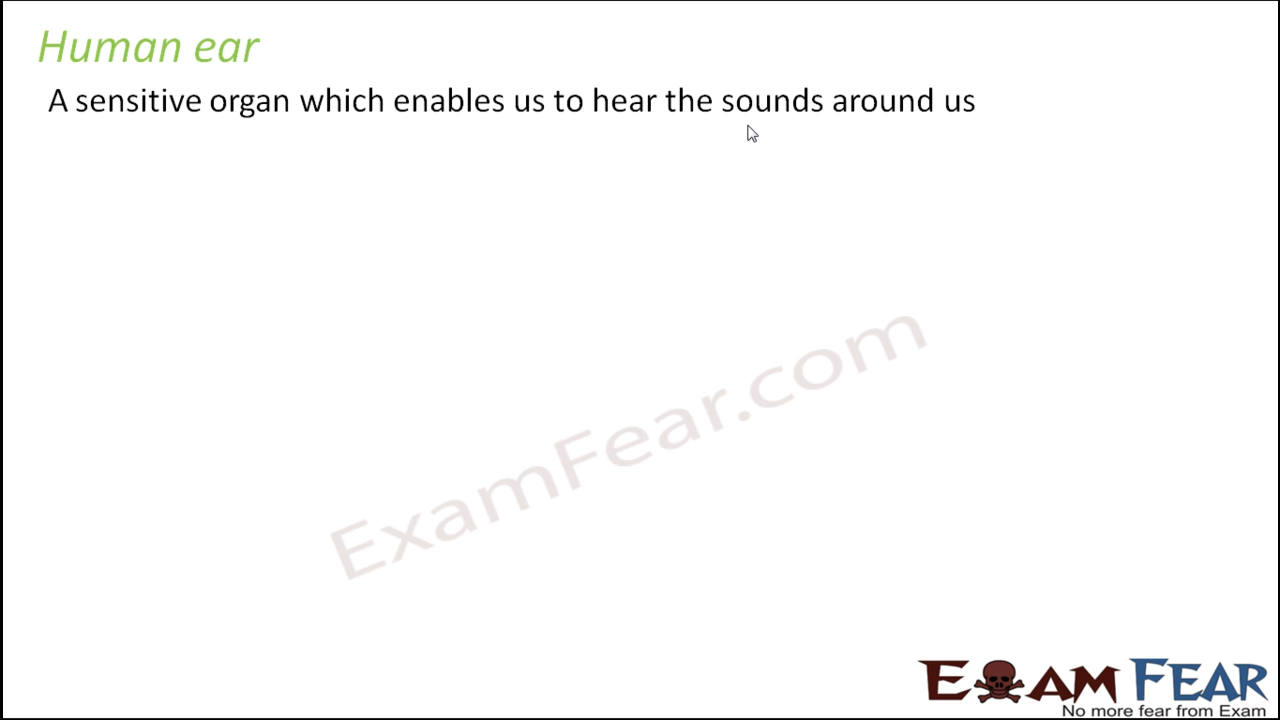 Human ear
A sensitive organ which enables us to hear the sounds around us
ExamFear.com
EXAM FEAR
No more fear from Exam